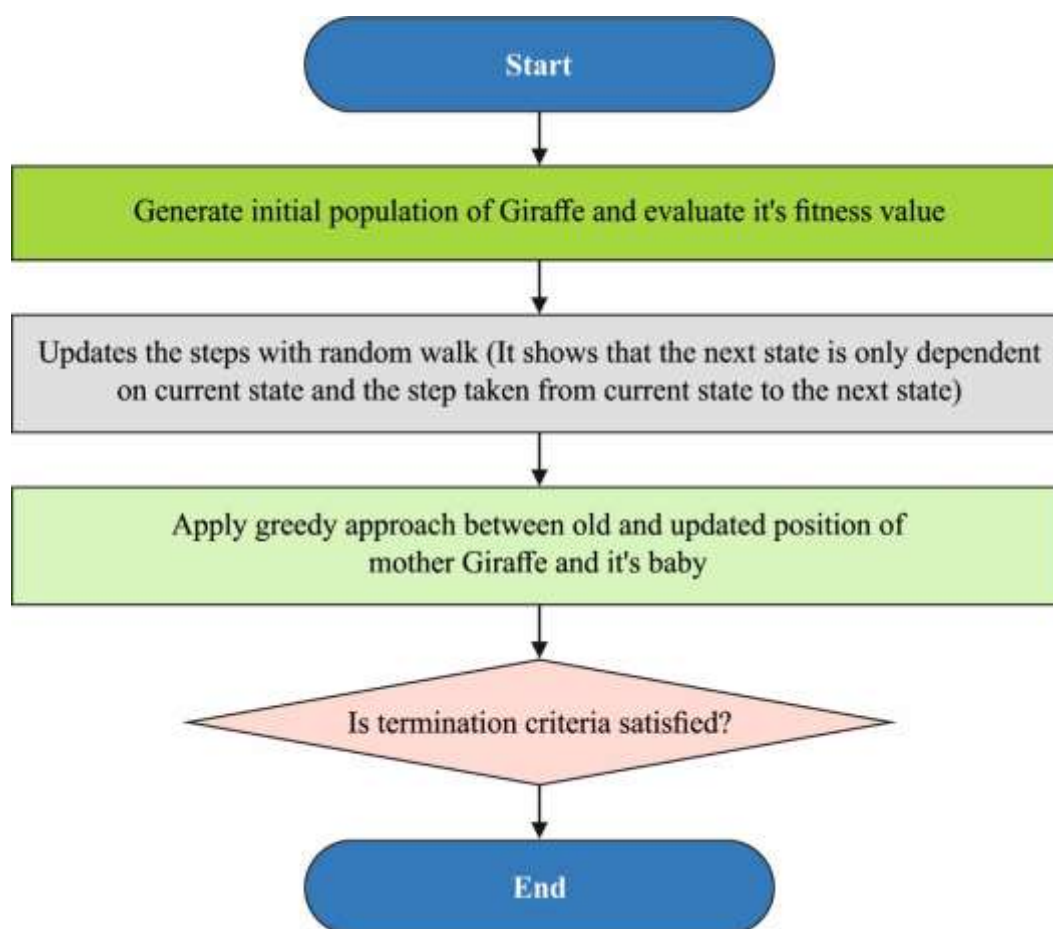 Start
Generate initial population of Giraffe and evaluate it's fitness value
Updates the steps with random walk (It shows that the next state is only dependent
on current state and the step taken from current state to the next state)
Apply greedy approach between old and updated position of
mother Giraffe and it's baby
Is termination criteria satisfied?
End